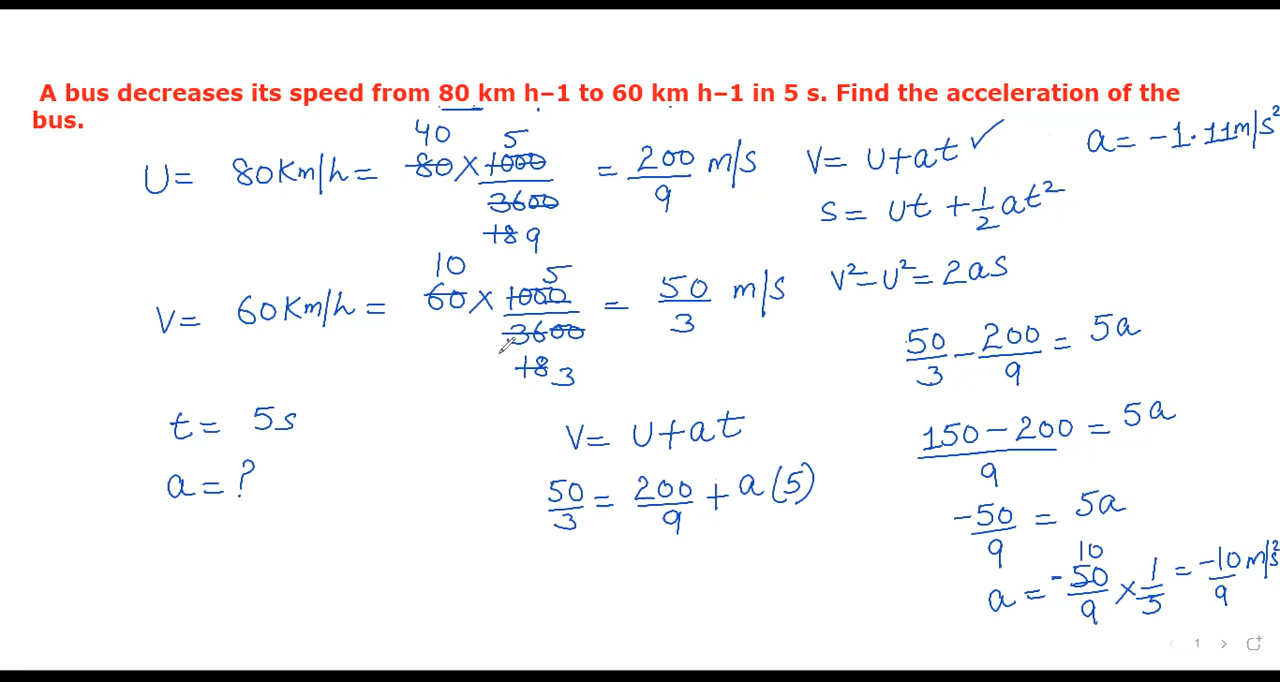 A bus decreases its speed from 80 km h−1 to 60 km h−1 in 5 s. Find the acceleration of the
bus.
U = 80Km/h = 80 × 1000/3600 = 200/9 m/s
40 5
18 9
V = 60Km/h = 60 × 1000/3600 = 50/3 m/s
10 5
18 3
t = 5s
a = ?
V = U + at
50/3 = 200/9 + a(5)
V = U + at ✓
S = Ut + 1/2 at²
V² − U² = 2as
50/3 − 200/9 = 5a
150 − 200/9 = 5a
−50/9 = 5a
10
a = −50/9 × 1/5 = −10/9 m/s²
a = −1.11 m/s²
1